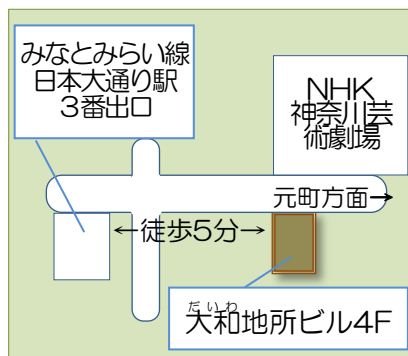 みなとみらい線
日本大通り駅
３番出口
NHK
神奈川芸
術劇場
元町方面→
←徒歩5分→
だいわ
大和地所ビル4F